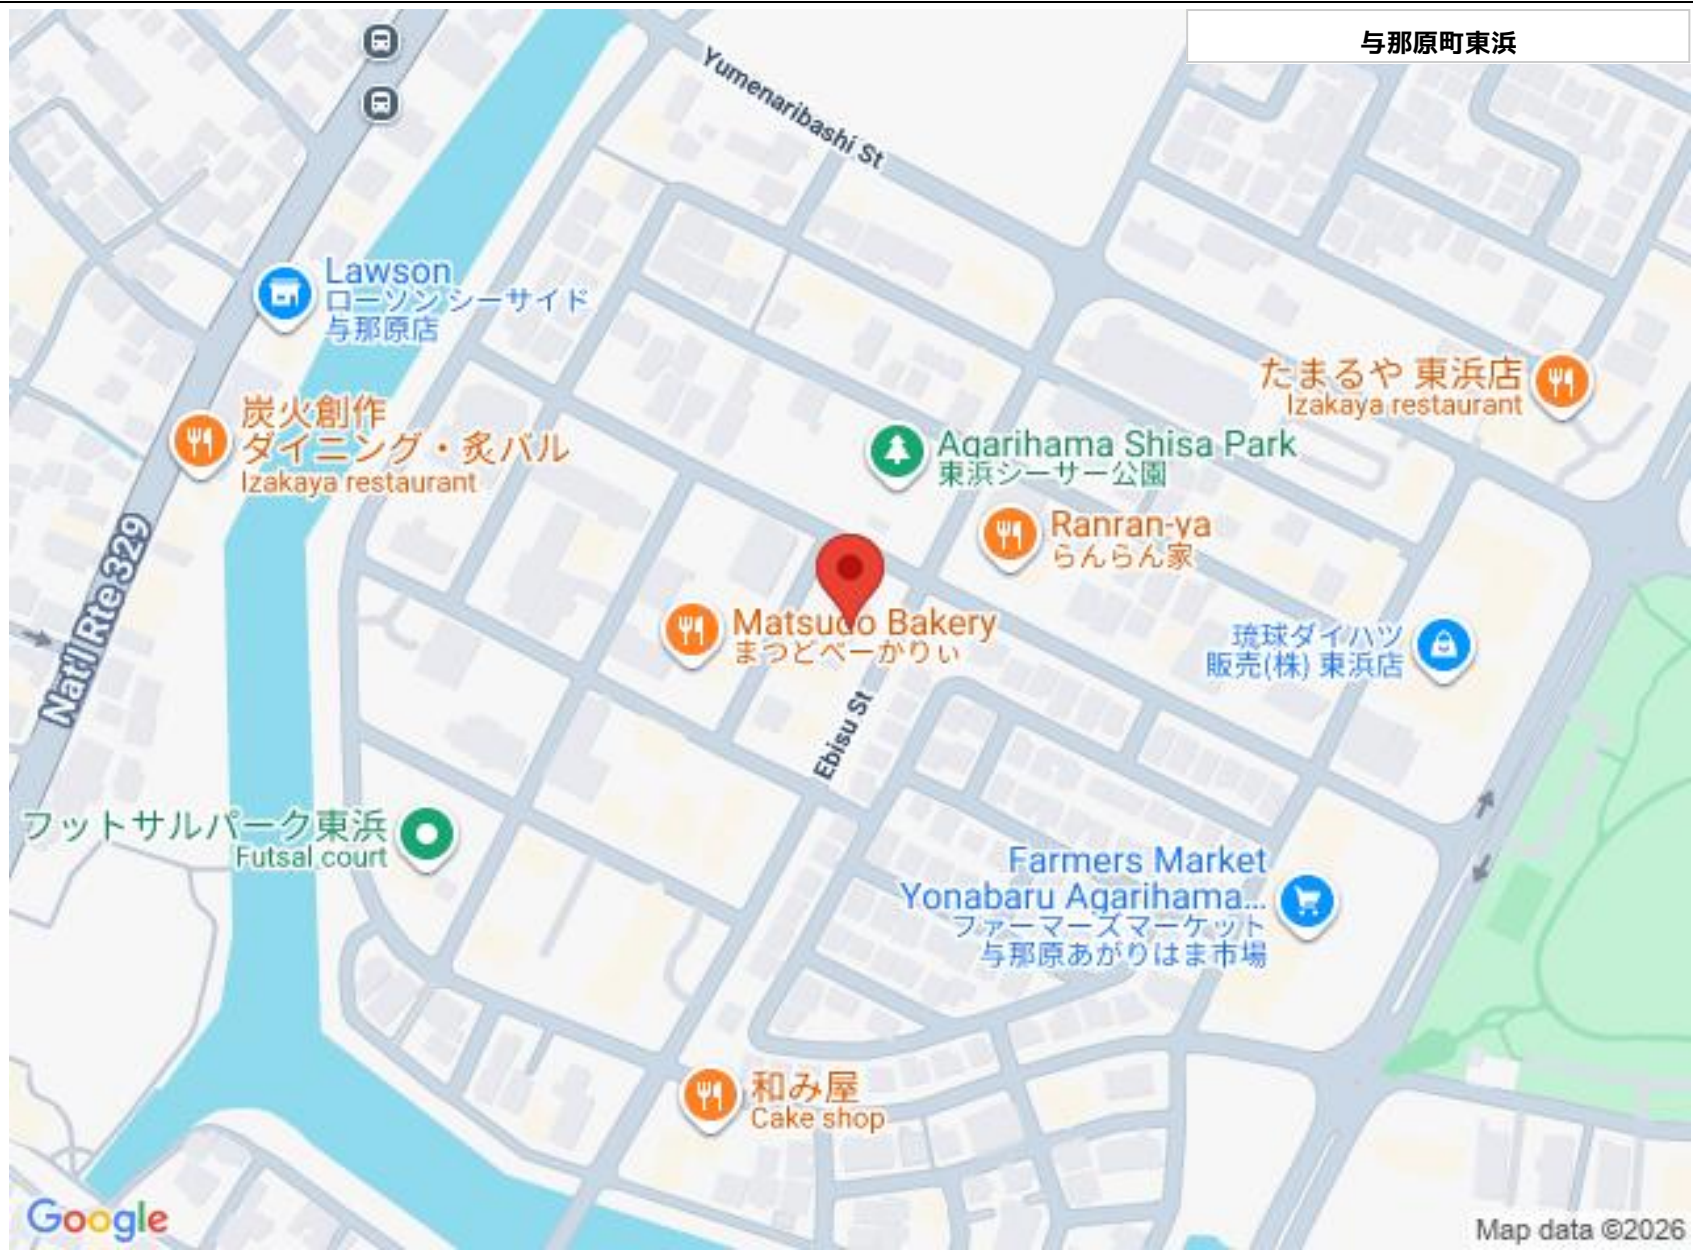 与那原町東浜
Yumenaribashi St
Lawson
ローソン シーサイド
与那原店
炭火創作
ダイニング・炙バル
Izakaya restaurant
たまるや 東浜店
Izakaya restaurant
Agarihama Shisa Park
東浜シーサー公園
Ranran-ya
らんらん家
Nat'l Rte 329
Matsudo Bakery
まつどべーかりぃ
琉球ダイハツ
販売(株) 東浜店
Ebisu St
フットサルパーク東浜
Futsal court
Farmers Market
Yonabaru Agarihama...
ファーマーズマーケット
与那原あがりはま市場
和み屋
Cake shop
Google
Map data ©2026